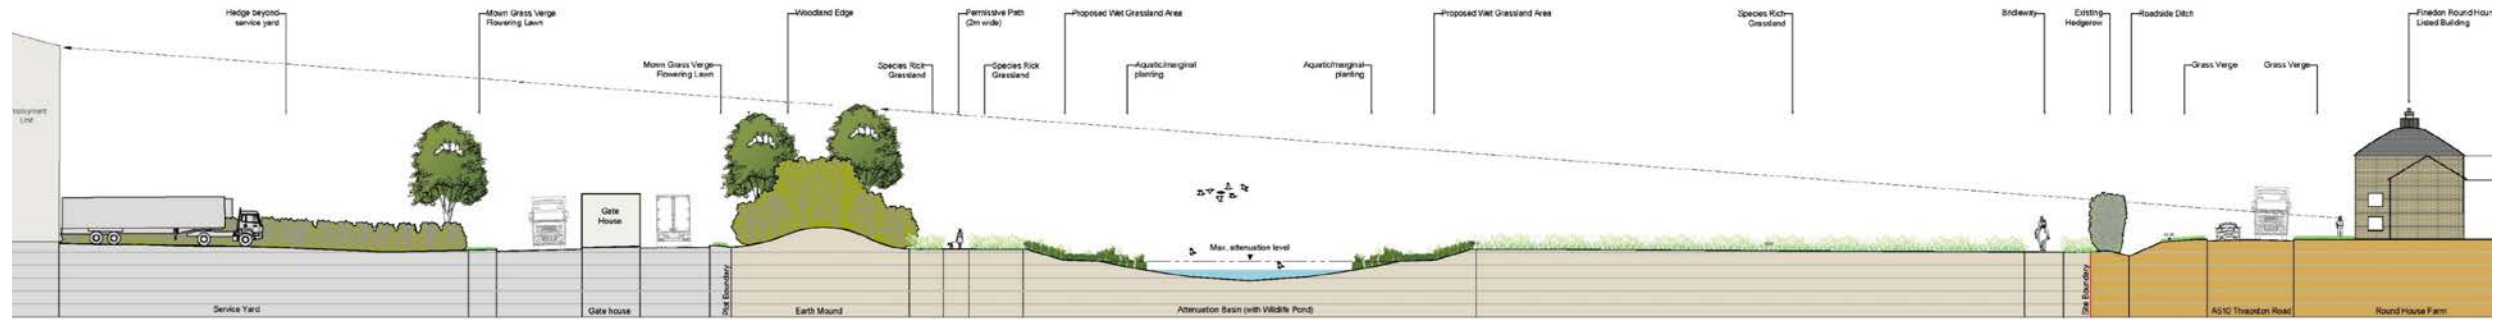 Hedge beyond
service yard
Mown Grass Verge
Flowering Lawn
Woodland Edge
Permissive Path
(2m wide)
Proposed Wet Grassland Area
Proposed Wet Grassland Area
Species Rich
Grassland
Bridleway
Existing
Hedgerow
Roadside Ditch
Finedon Round Hou
Listed Building
Mown Grass Verge
Flowering Lawn
Species Rich
Grassland
Species Rich
Grassland
Aquatic/marginal
planting
Aquatic/marginal
planting
Grass Verge
Grass Verge
mployment
Unit
Gate
House
Max. attenuation level
Service Yard
Gate house
Plot Boundary
Earth Mound
Attenuation Basin (with Wildlife Pond)
Site Boundary
A510 Thrapston Road
Round House Farm